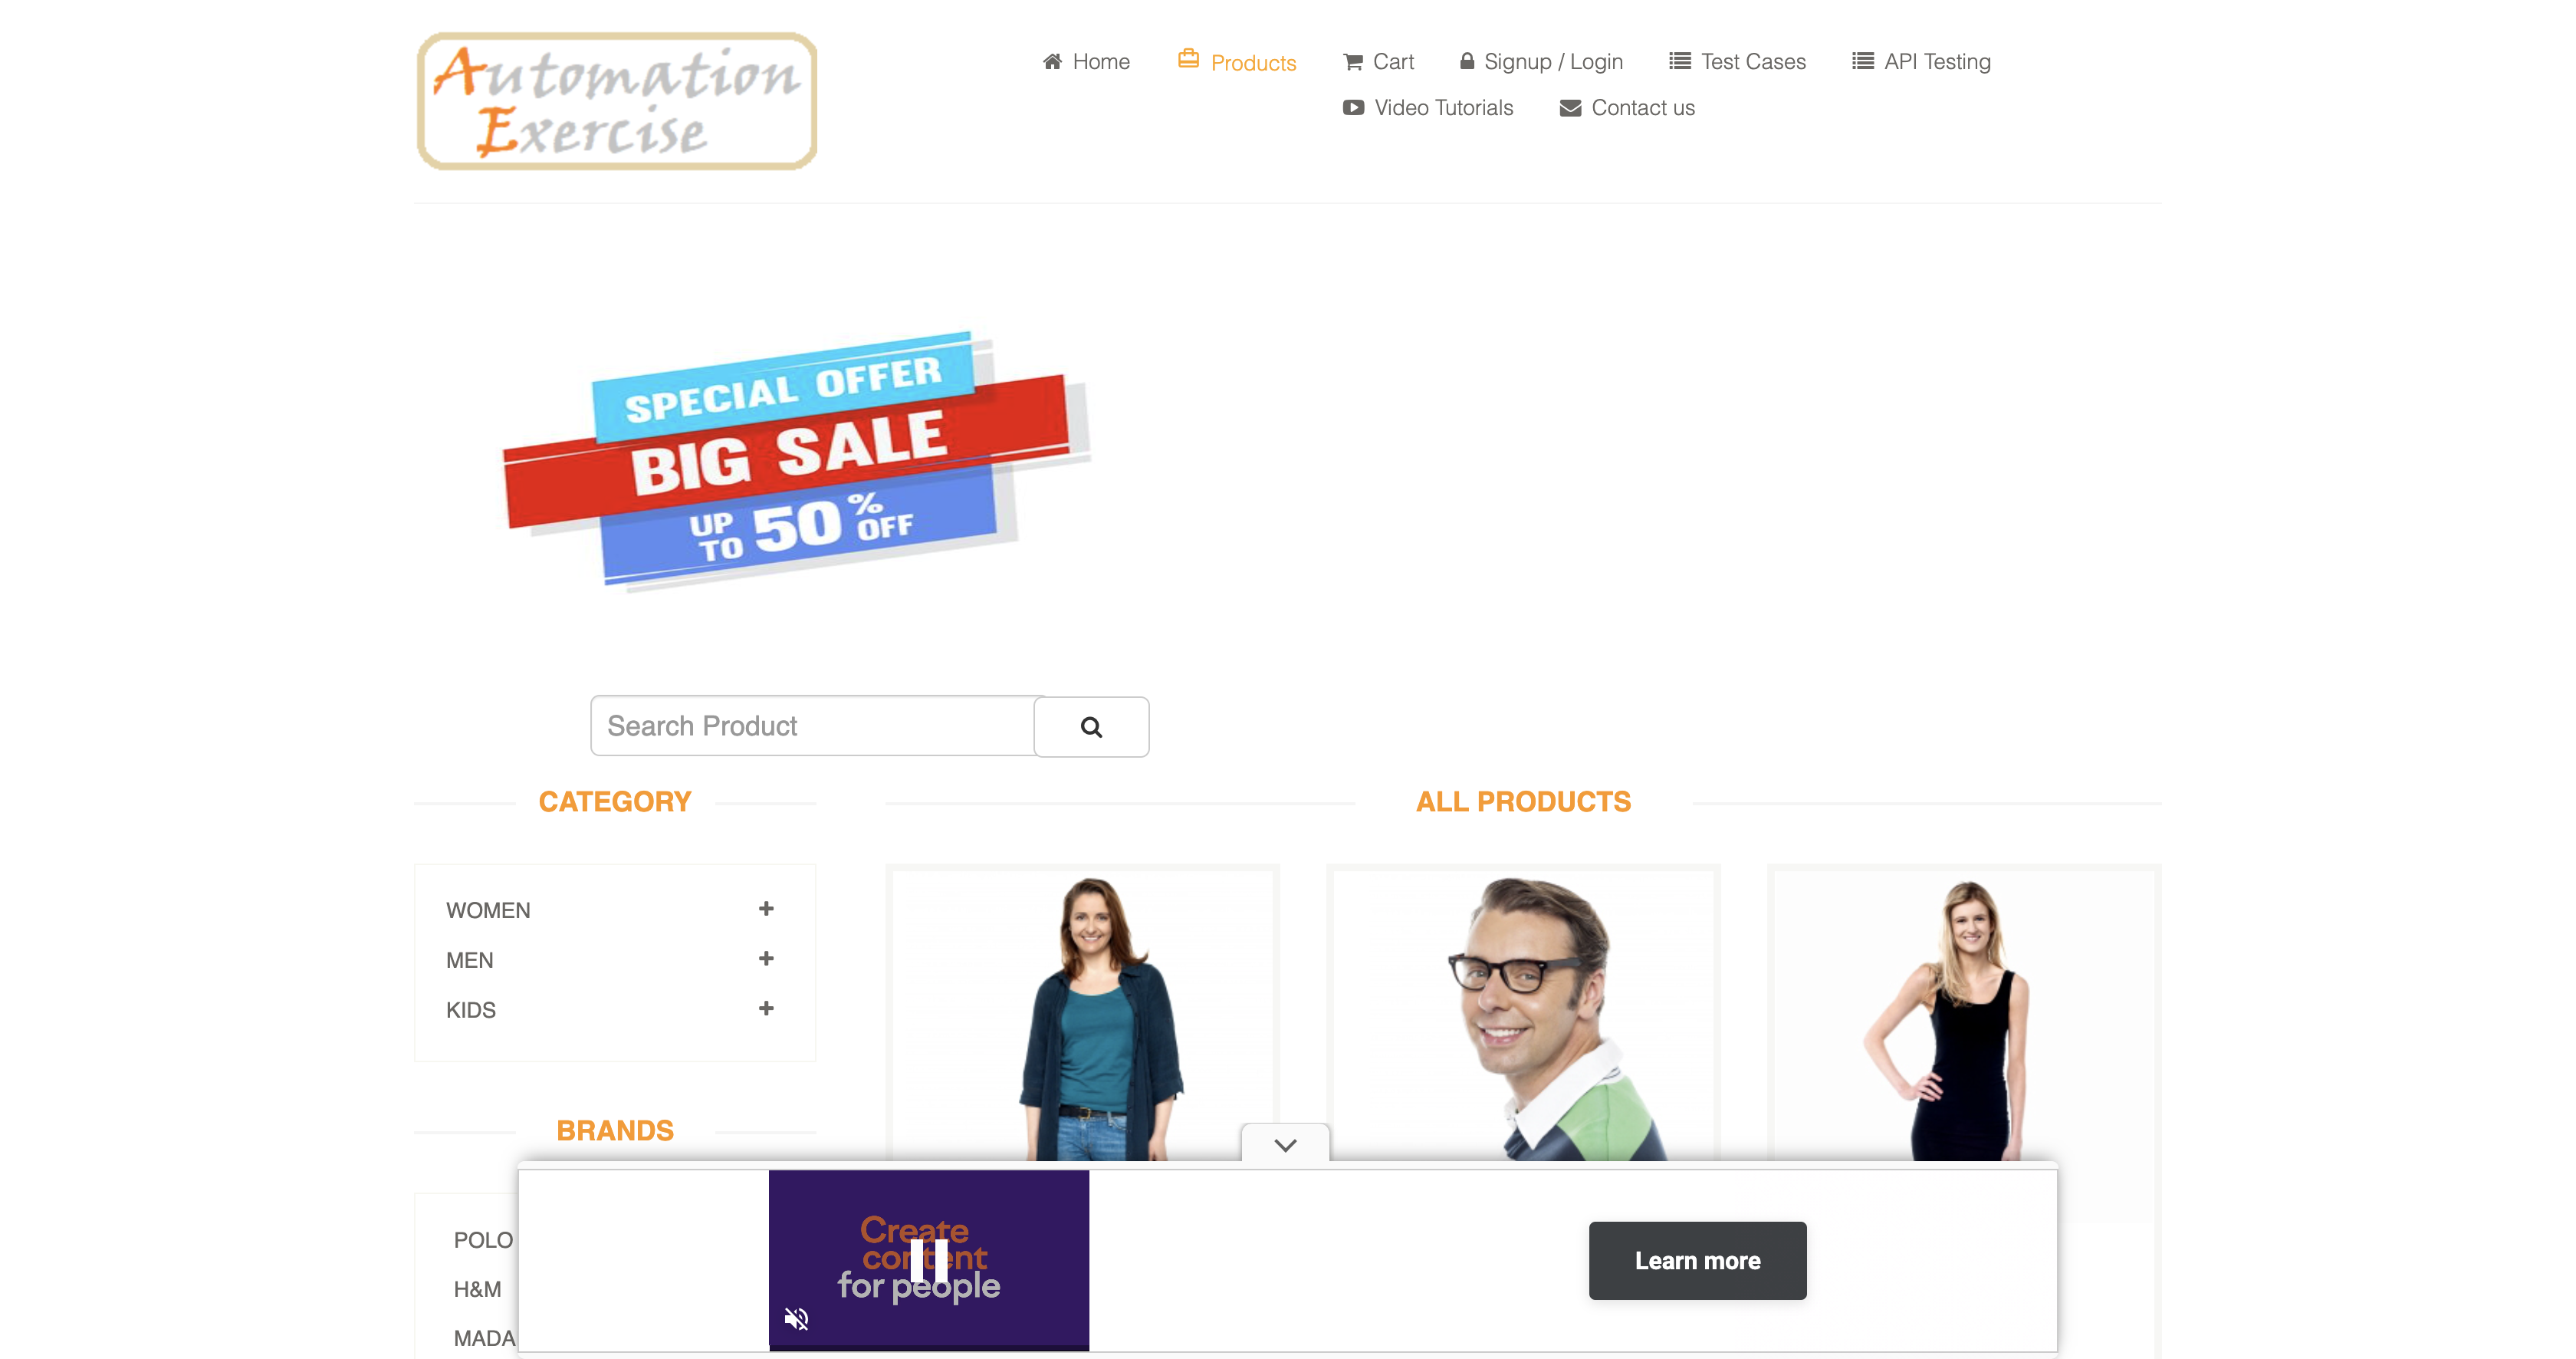 Automation
Exercise
Home
Products
Cart
Signup / Login
Test Cases
API Testing
Video Tutorials
Contact us
SPECIAL OFFER
BIG SALE
UP TO 50% OFF
Search Product
CATEGORY
ALL PRODUCTS
WOMEN
MEN
KIDS
BRANDS
POLO
H&M
MADA
Create
content
for people
Learn more